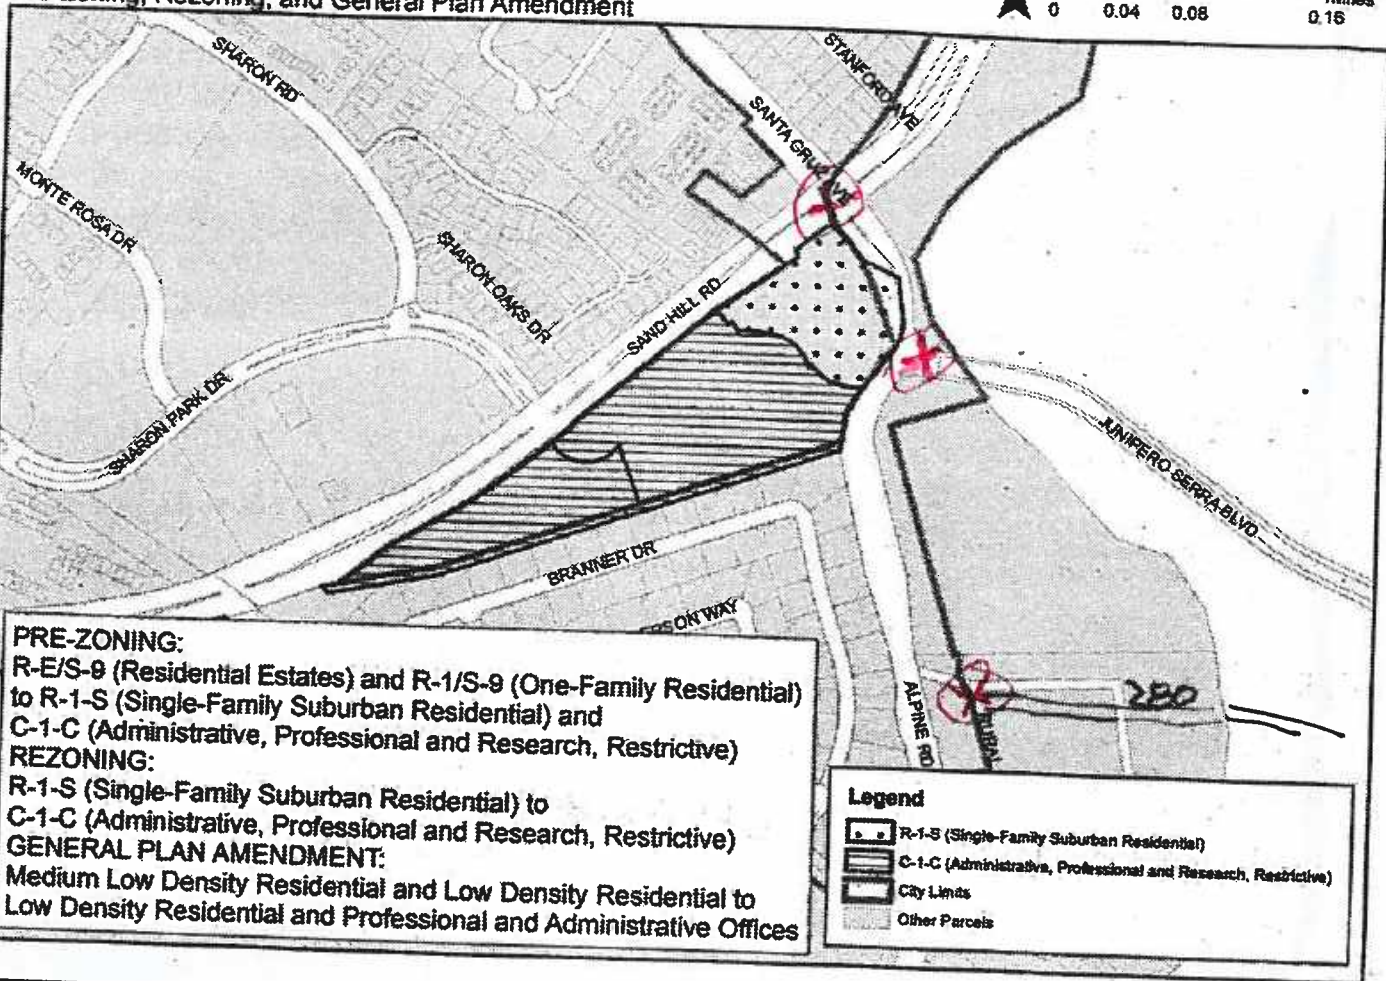 Rezoning, and General Plan Amendment
Miles
0 0.04 0.08 0.16
SHARON RD
STANFORD AVE
SANTA CRUZ AVE
MONTE ROSA DR
SHARON OAKS DR
SAND HILL RD
SHARON PARK DR
JUNIPERO SERRA BLVD
BRANNER DR
ERSON WAY
ALPINE RD
RURAL
280
PRE-ZONING:
R-E/S-9 (Residential Estates) and R-1/S-9 (One-Family Residential)
to R-1-S (Single-Family Suburban Residential) and
C-1-C (Administrative, Professional and Research, Restrictive)
REZONING:
R-1-S (Single-Family Suburban Residential) to
C-1-C (Administrative, Professional and Research, Restrictive)
GENERAL PLAN AMENDMENT:
Medium Low Density Residential and Low Density Residential to
Low Density Residential and Professional and Administrative Offices
Legend
R-1-S (Single-Family Suburban Residential)
C-1-C (Administrative, Professional and Research, Restrictive)
City Limits
Other Parcels